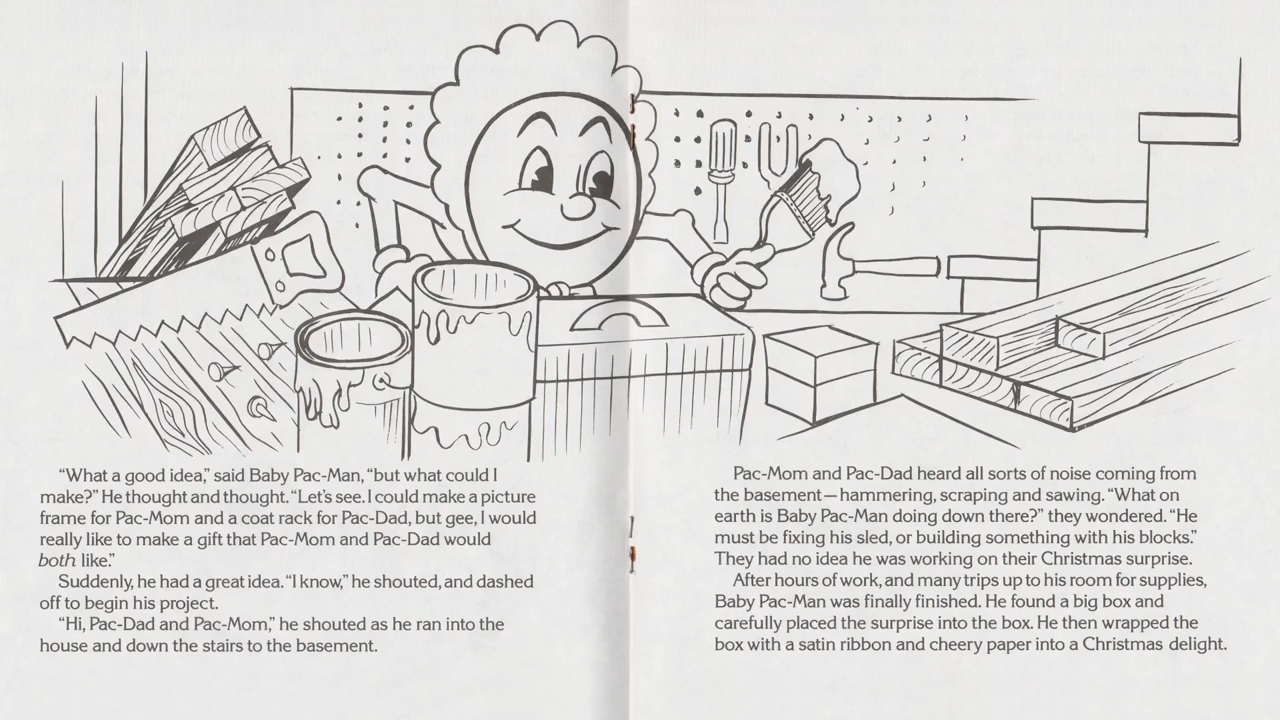 “What a good idea,” said Baby Pac-Man, “but what could I
make?” He thought and thought. “Let’s see. I could make a picture
frame for Pac-Mom and a coat rack for Pac-Dad, but gee, I would
really like to make a gift that Pac-Mom and Pac-Dad would
both like.”
Suddenly, he had a great idea. “I know,” he shouted, and dashed
off to begin his project.
“Hi, Pac-Dad and Pac-Mom,” he shouted as he ran into the
house and down the stairs to the basement.
Pac-Mom and Pac-Dad heard all sorts of noise coming from
the basement—hammering, scraping and sawing. “What on
earth is Baby Pac-Man doing down there?” they wondered. “He
must be fixing his sled, or building something with his blocks.”
They had no idea he was working on their Christmas surprise.
After hours of work, and many trips up to his room for supplies,
Baby Pac-Man was finally finished. He found a big box and
carefully placed the surprise into the box. He then wrapped the
box with a satin ribbon and cheery paper into a Christmas delight.